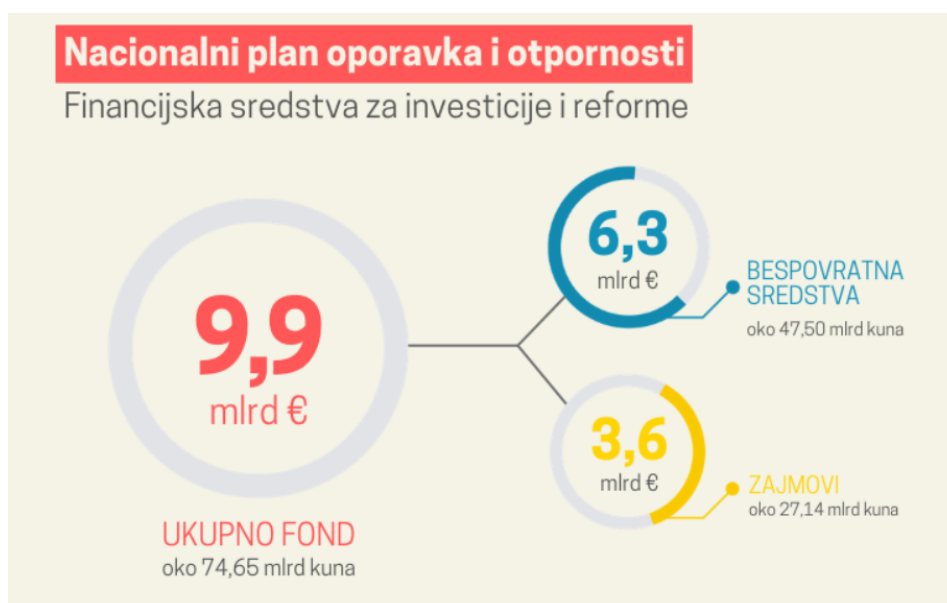 Nacionalni plan oporavka i otpornosti
Financijska sredstva za investicije i reforme
9,9
mlrd €
UKUPNO FOND
oko 74,65 mlrd kuna
6,3
mlrd €
BESPOVRATNA
SREDSTVA
oko 47,50 mlrd kuna
3,6
mlrd €
ZAJMOVI
oko 27,14 mlrd kuna